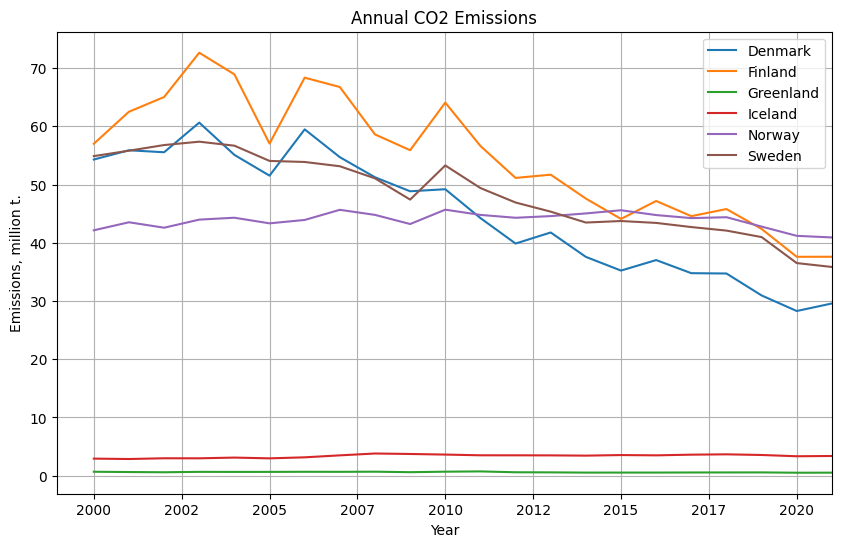 Annual CO2 Emissions
Denmark
Finland
Greenland
Iceland
Norway
Sweden
Emissions, million t.
70
60
50
40
30
20
10
0
2000 2002 2005 2007 2010 2012 2015 2017 2020
Year